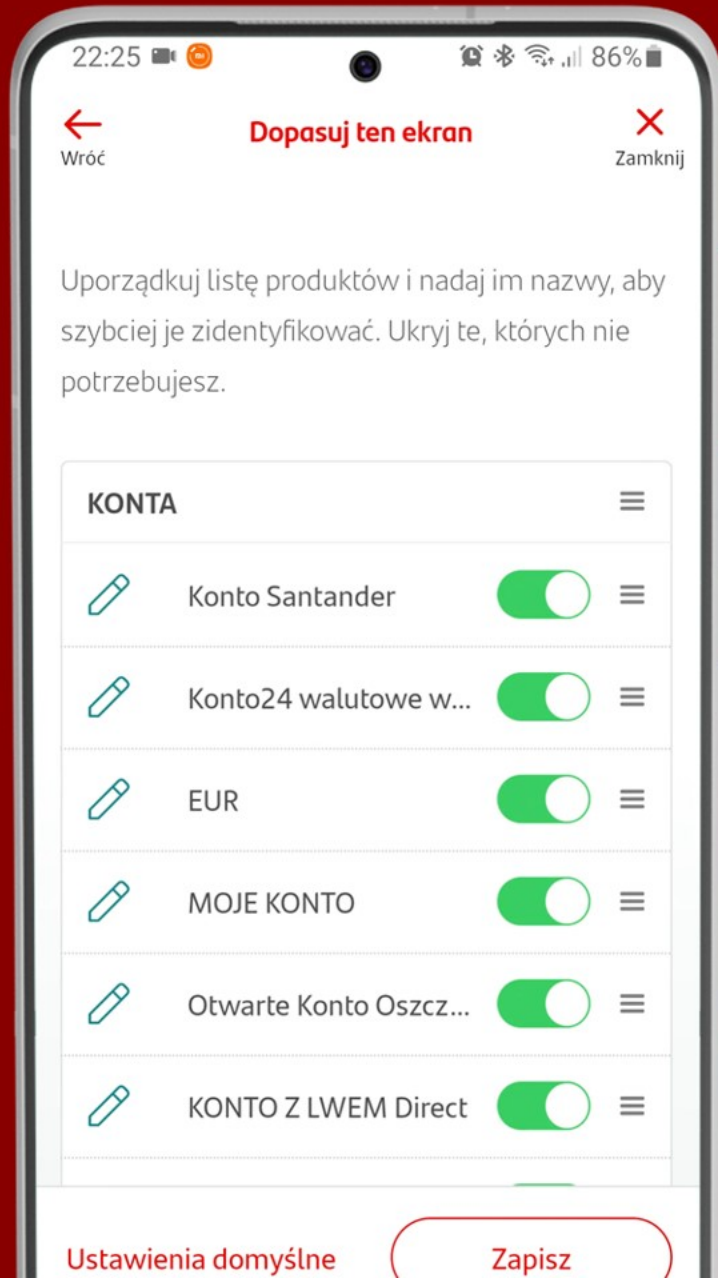 22:25 86%
Dopasuj ten ekran
Wróć Zamknij
Uporządkuj listę produktów i nadaj im nazwy, aby
szybciej je zidentyfikować. Ukryj te, których nie
potrzebujesz.
KONTA
Konto Santander
Konto24 walutowe w...
EUR
MOJE KONTO
Otwarte Konto Oszcz...
KONTO Z LWEM Direct
Ustawienia domyślne Zapisz